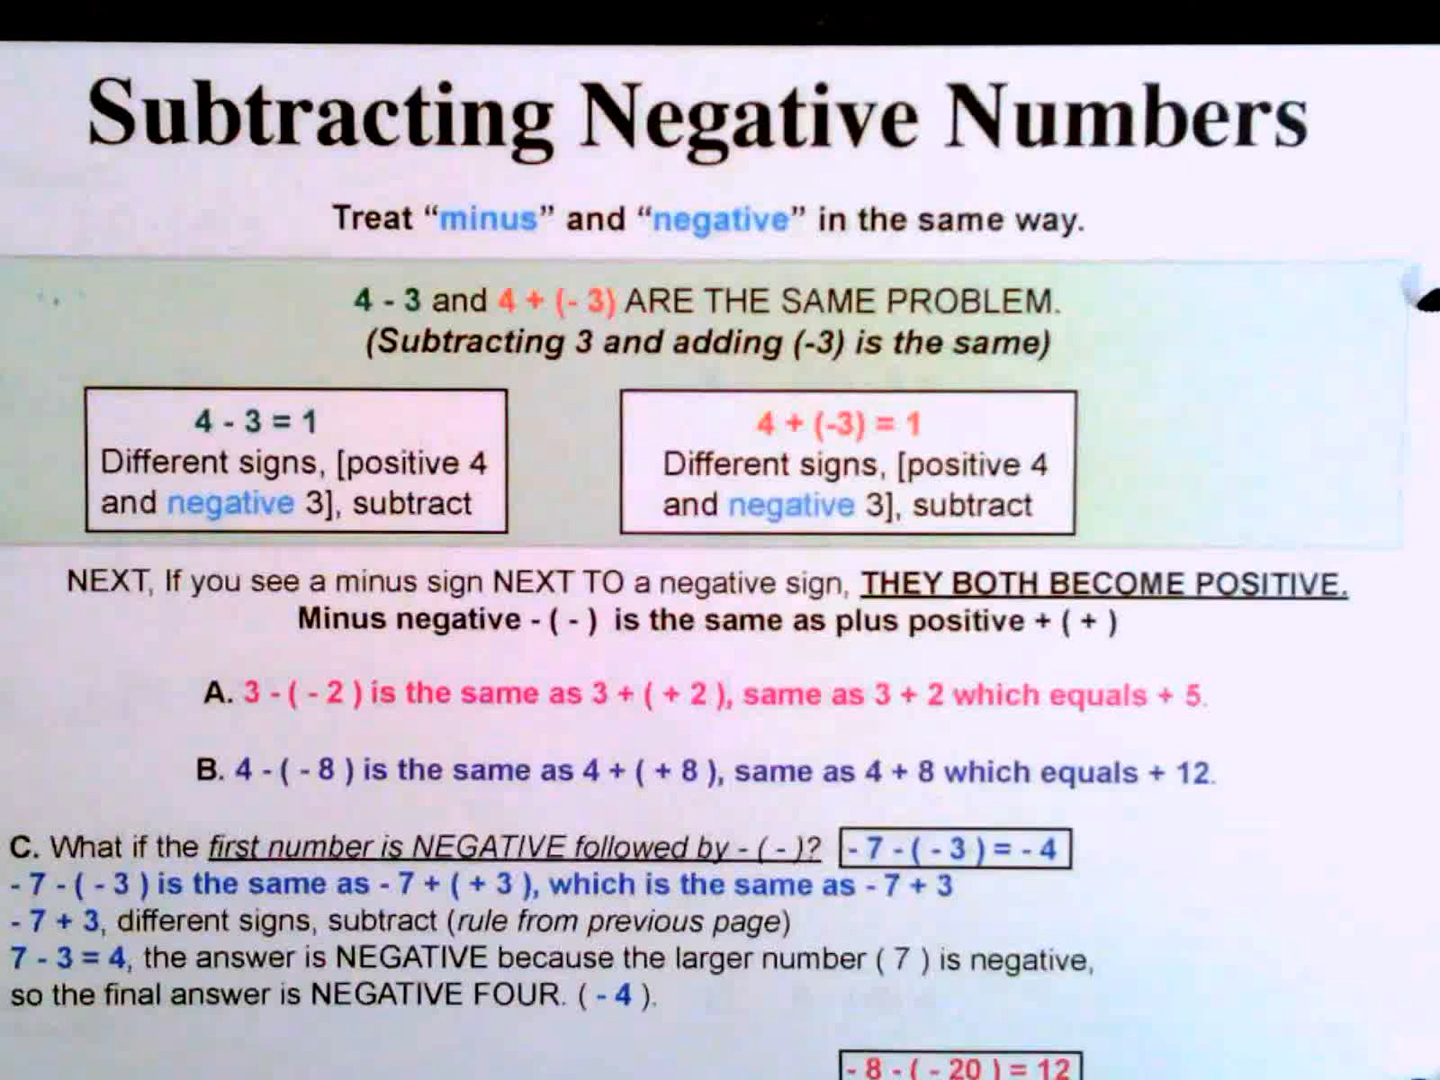 Subtracting Negative Numbers
Treat “minus” and “negative” in the same way.
4 - 3 and 4 + (- 3) ARE THE SAME PROBLEM.
(Subtracting 3 and adding (-3) is the same)
4 - 3 = 1
Different signs, [positive 4
and negative 3], subtract
4 + (-3) = 1
Different signs, [positive 4
and negative 3], subtract
NEXT, If you see a minus sign NEXT TO a negative sign, THEY BOTH BECOME POSITIVE.
Minus negative - ( - ) is the same as plus positive + ( + )
A. 3 - ( - 2 ) is the same as 3 + ( + 2 ), same as 3 + 2 which equals + 5.
B. 4 - ( - 8 ) is the same as 4 + ( + 8 ), same as 4 + 8 which equals + 12.
C. What if the first number is NEGATIVE followed by - ( - )? - 7 - ( - 3 ) = - 4
- 7 - ( - 3 ) is the same as - 7 + ( + 3 ), which is the same as - 7 + 3
- 7 + 3, different signs, subtract (rule from previous page)
7 - 3 = 4, the answer is NEGATIVE because the larger number ( 7 ) is negative,
so the final answer is NEGATIVE FOUR. ( - 4 ).
- 8 - ( - 20 ) = 12